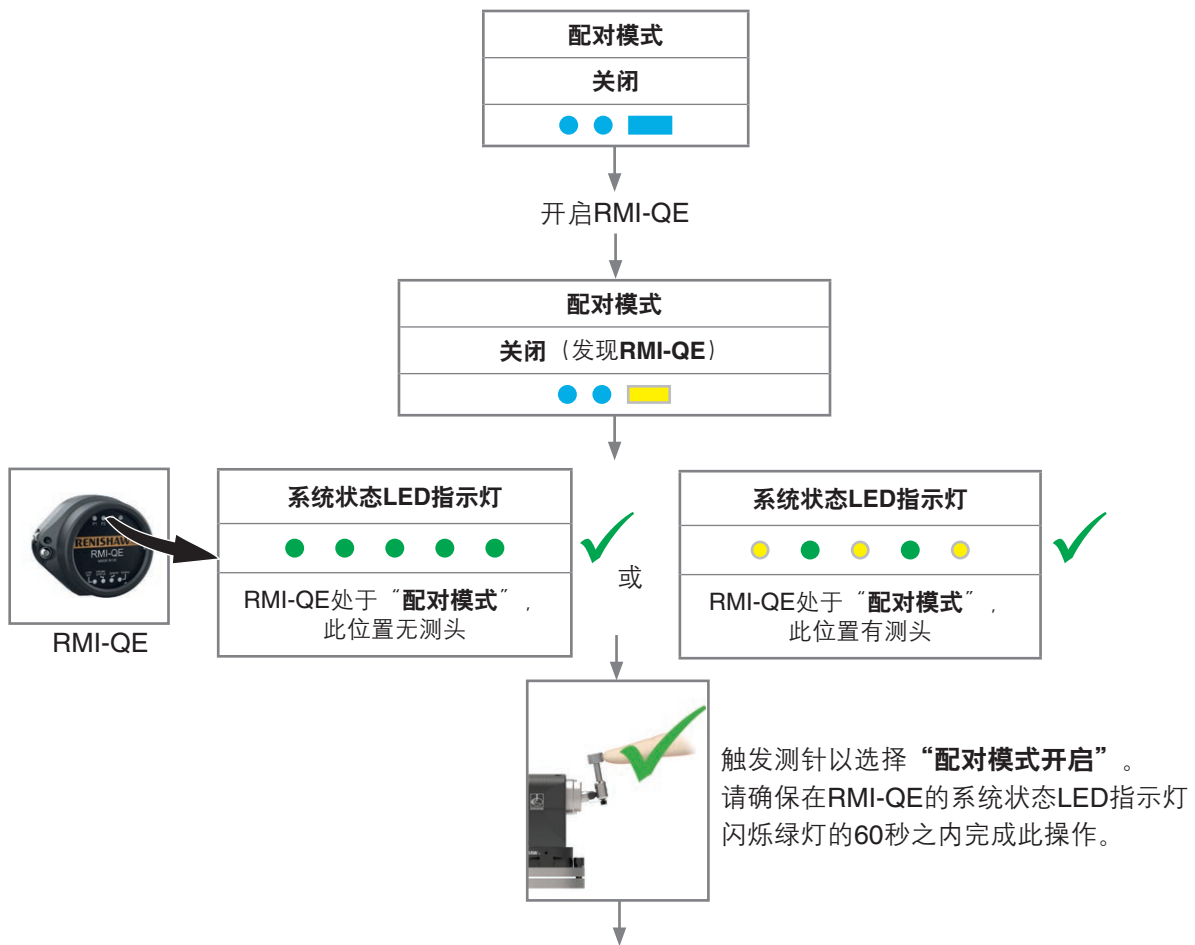 配对模式
关闭
开启RMI-QE
配对模式
关闭（发现RMI-QE）
RENISHAW
RMI-QE
RMI-QE
系统状态LED指示灯
RMI-QE处于“配对模式”，
此位置无测头
或
系统状态LED指示灯
RMI-QE处于“配对模式”，
此位置有测头
触发测针以选择“配对模式开启”。
请确保在RMI-QE的系统状态LED指示灯
闪烁绿灯的60秒之内完成此操作。